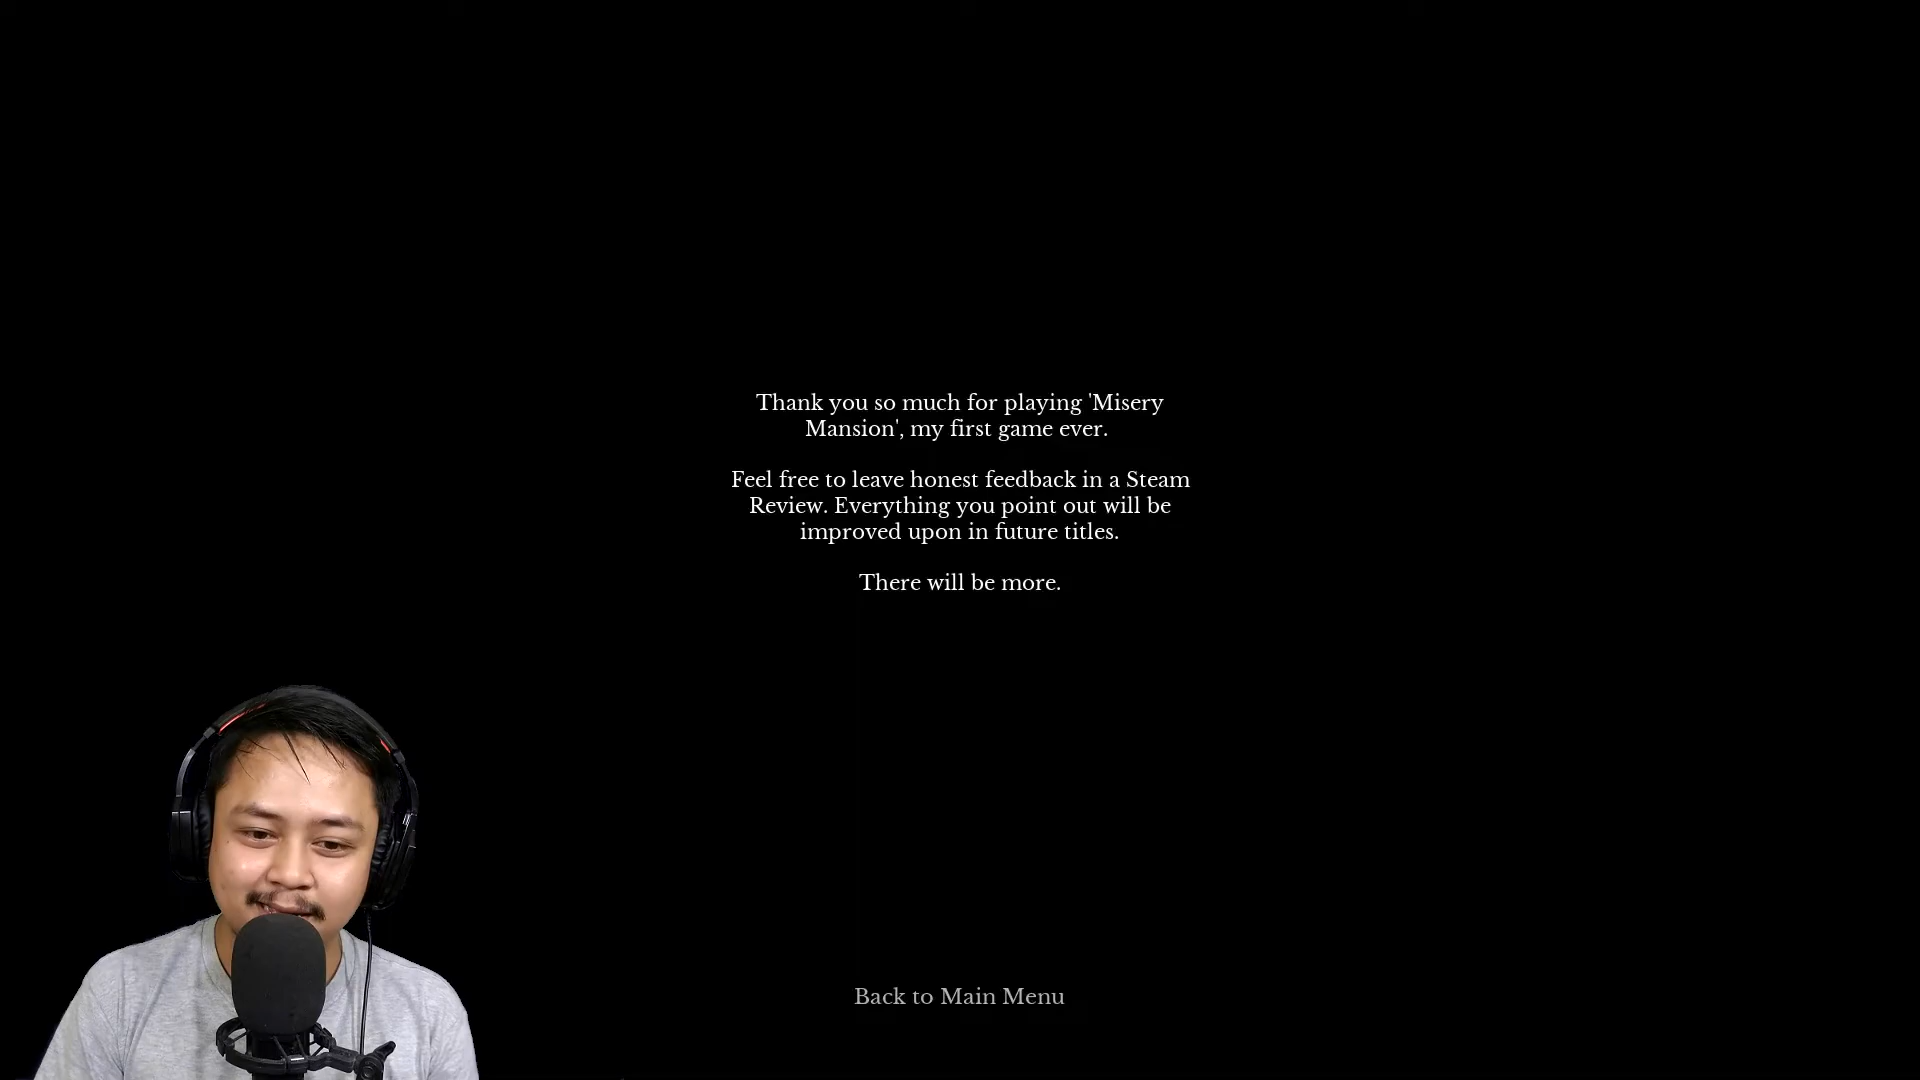 Thank you so much for playing 'Misery
Mansion', my first game ever.
Feel free to leave honest feedback in a Steam
Review. Everything you point out will be
improved upon in future titles.
There will be more.
Back to Main Menu